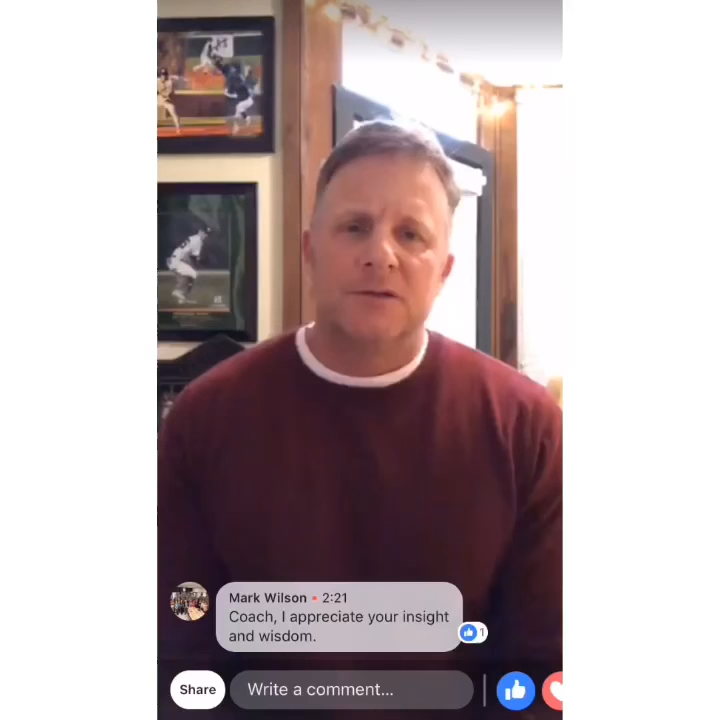 Mark Wilson • 2:21
Coach, I appreciate your insight
and wisdom.
1
Share
Write a comment...